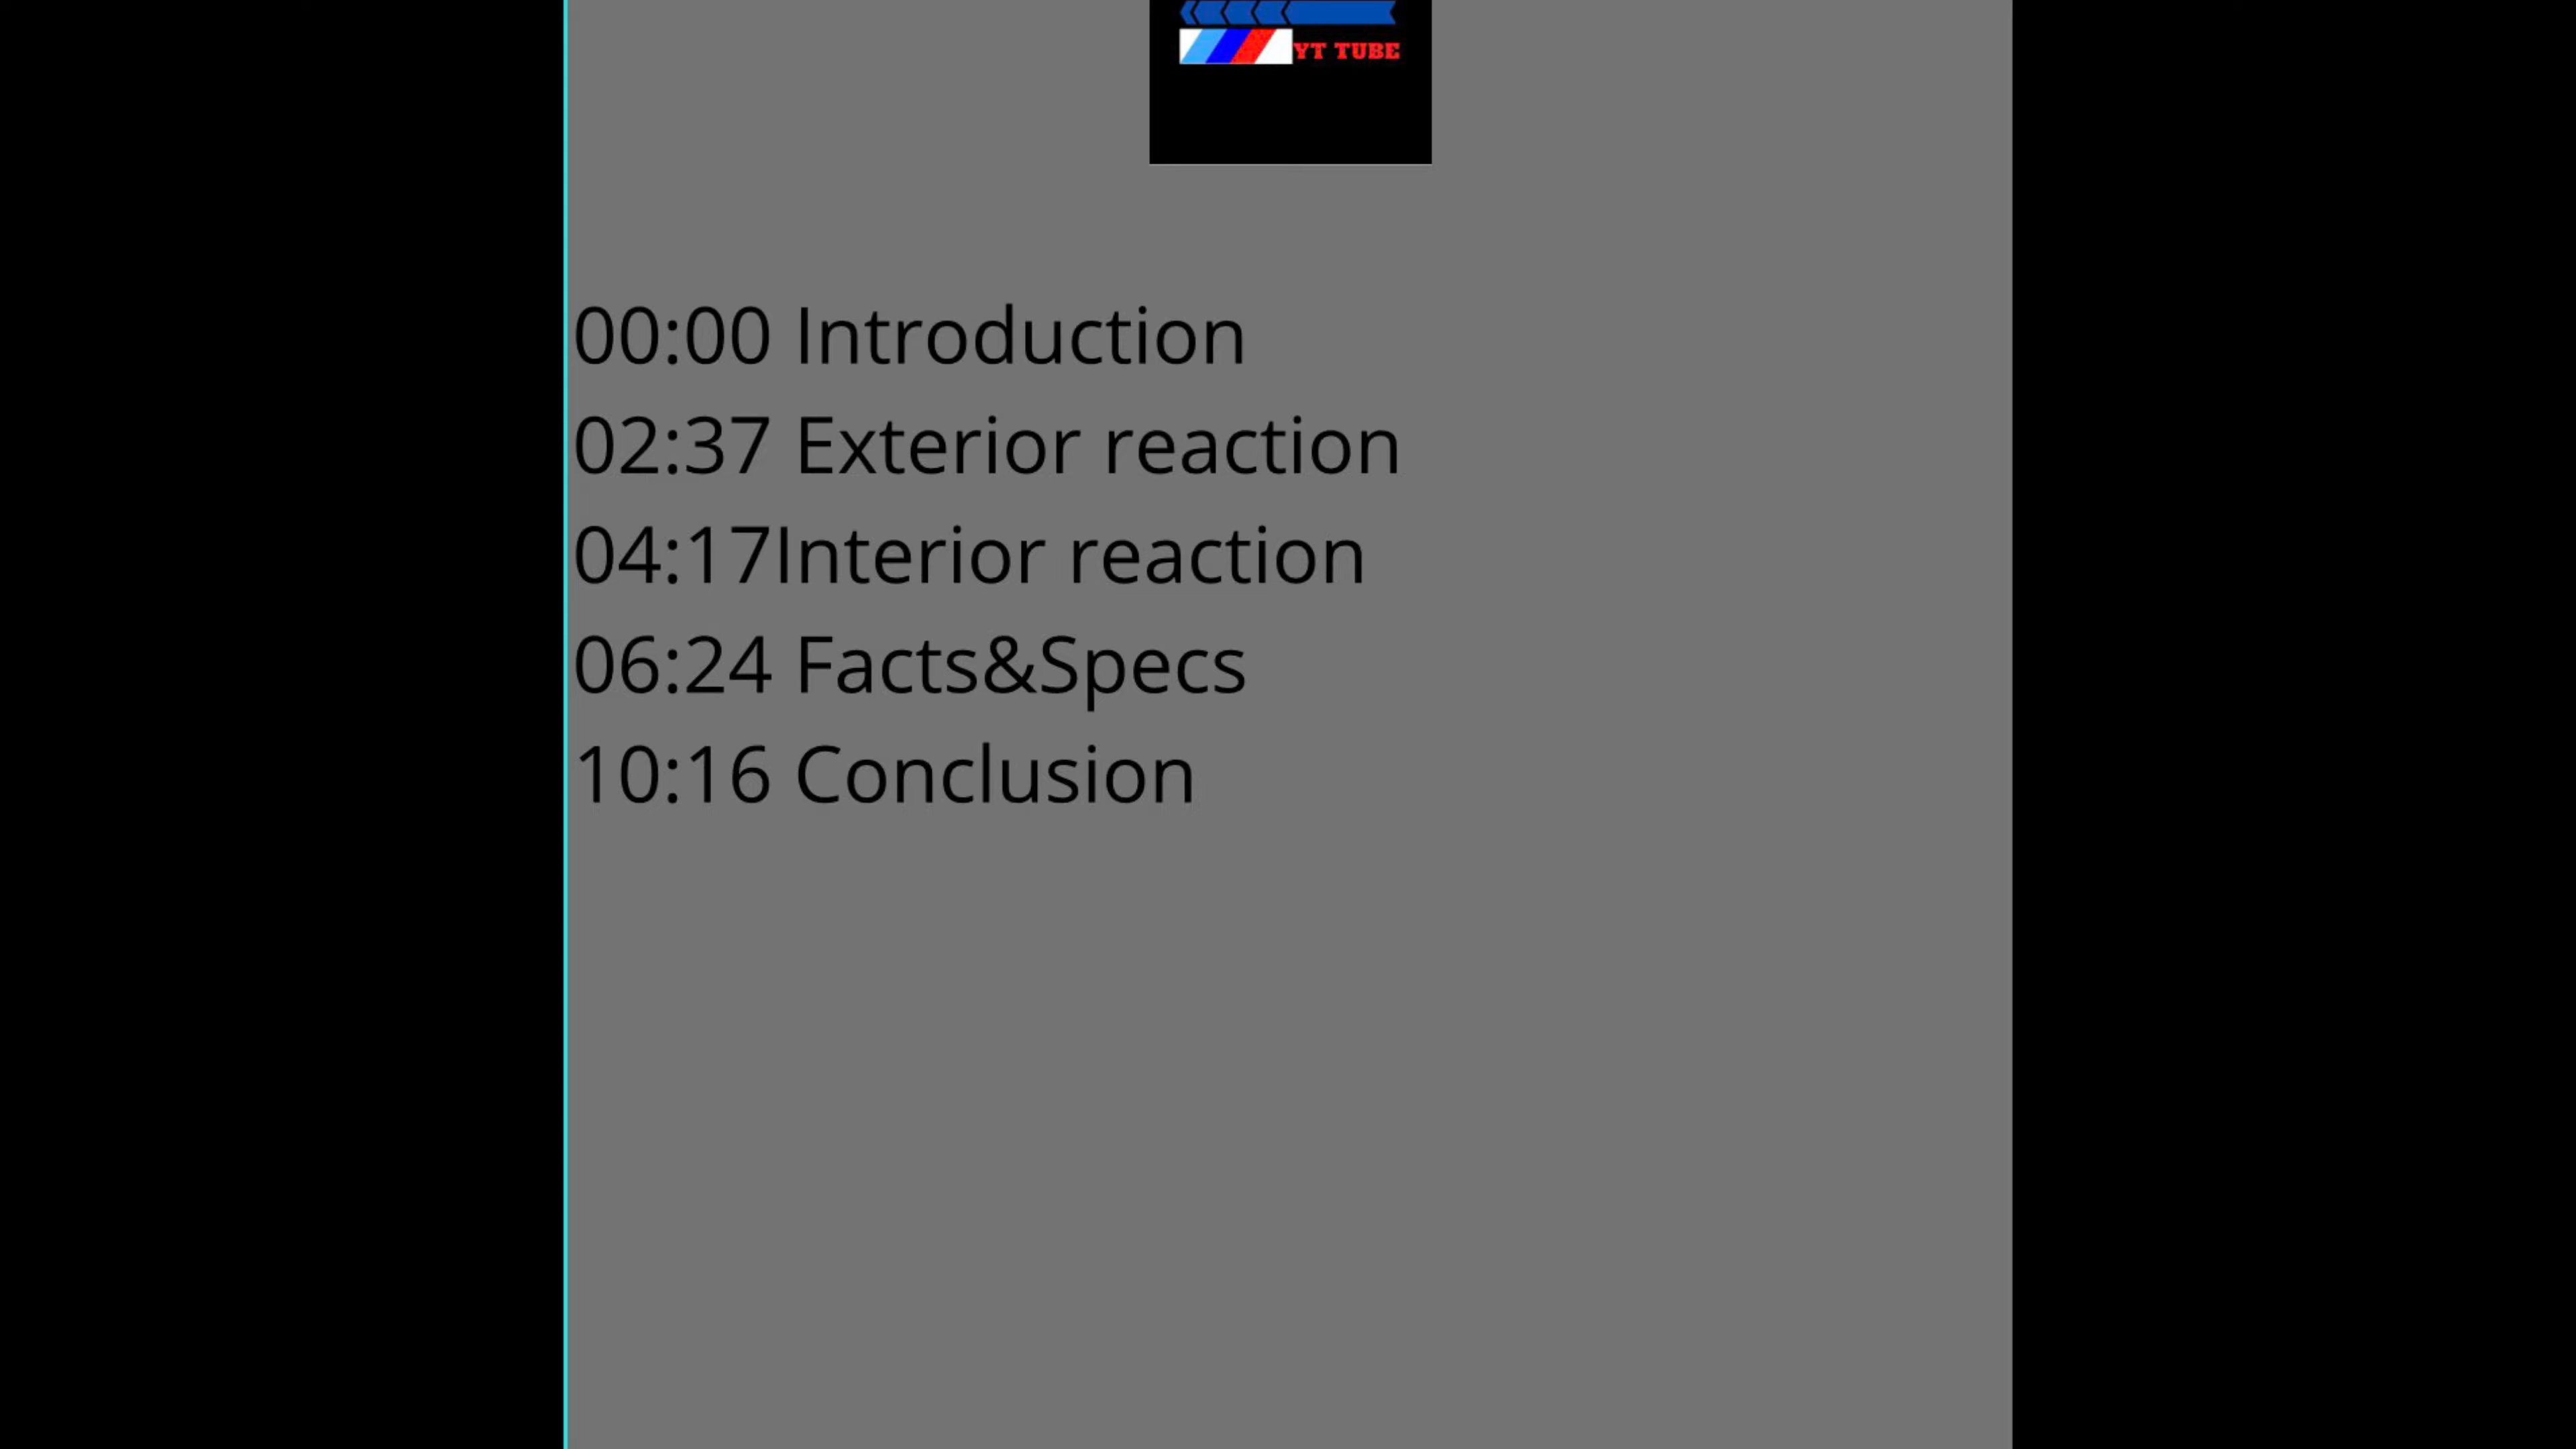 YT TUBE
00:00 Introduction
02:37 Exterior reaction
04:17Interior reaction
06:24 Facts&Specs
10:16 Conclusion